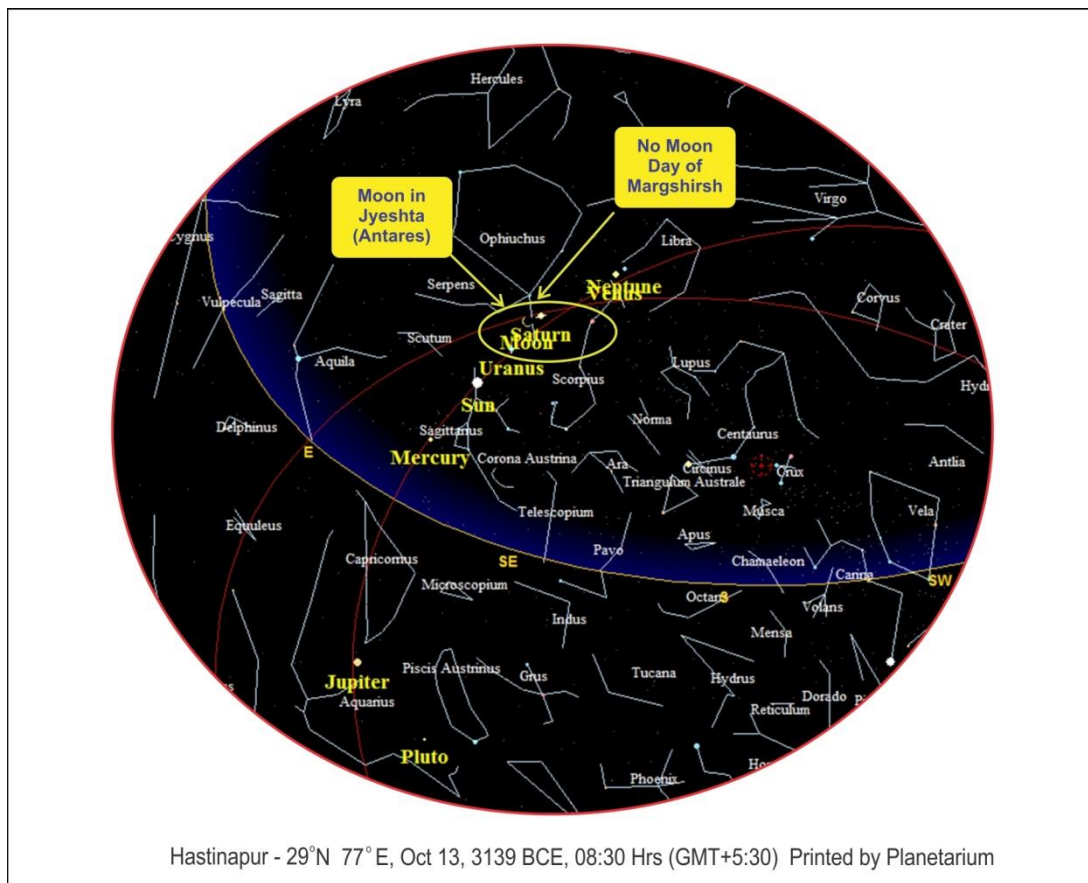 Hercules
Lyra
No Moon
Day of
Margshirsh
Moon in
Jyeshta
(Antares)
Virgo
Cygnus
Ophiuchus
Libra
Serpens
Neptune
Venus
Vulpecula
Sagitta
Corvus
Crater
Saturn
Scutum
Moon
Aquila
Lupus
Uranus
Scorpius
Hydr
Sun
Norma
Delphinus
Sagittarius
Centaurus
E
Mercury
Corona Austrina
Ara
Circinus
Crux
Antlia
Triangulum Australe
Telescopium
Musca
Vela
Equuleus
Apus
Pavo
Capricornus
SE
Chamaeleon
Carina
SW
Microscopium
Octans
S
Volans
Indus
Mensa
Piscis Austrinus
Grus
Tucana
Hydrus
Jupiter
Dorado
Aquarius
Reticulum
Pluto
Phoenix
Hastinapur - 29°N 77°E, Oct 13, 3139 BCE, 08:30 Hrs (GMT+5:30) Printed by Planetarium